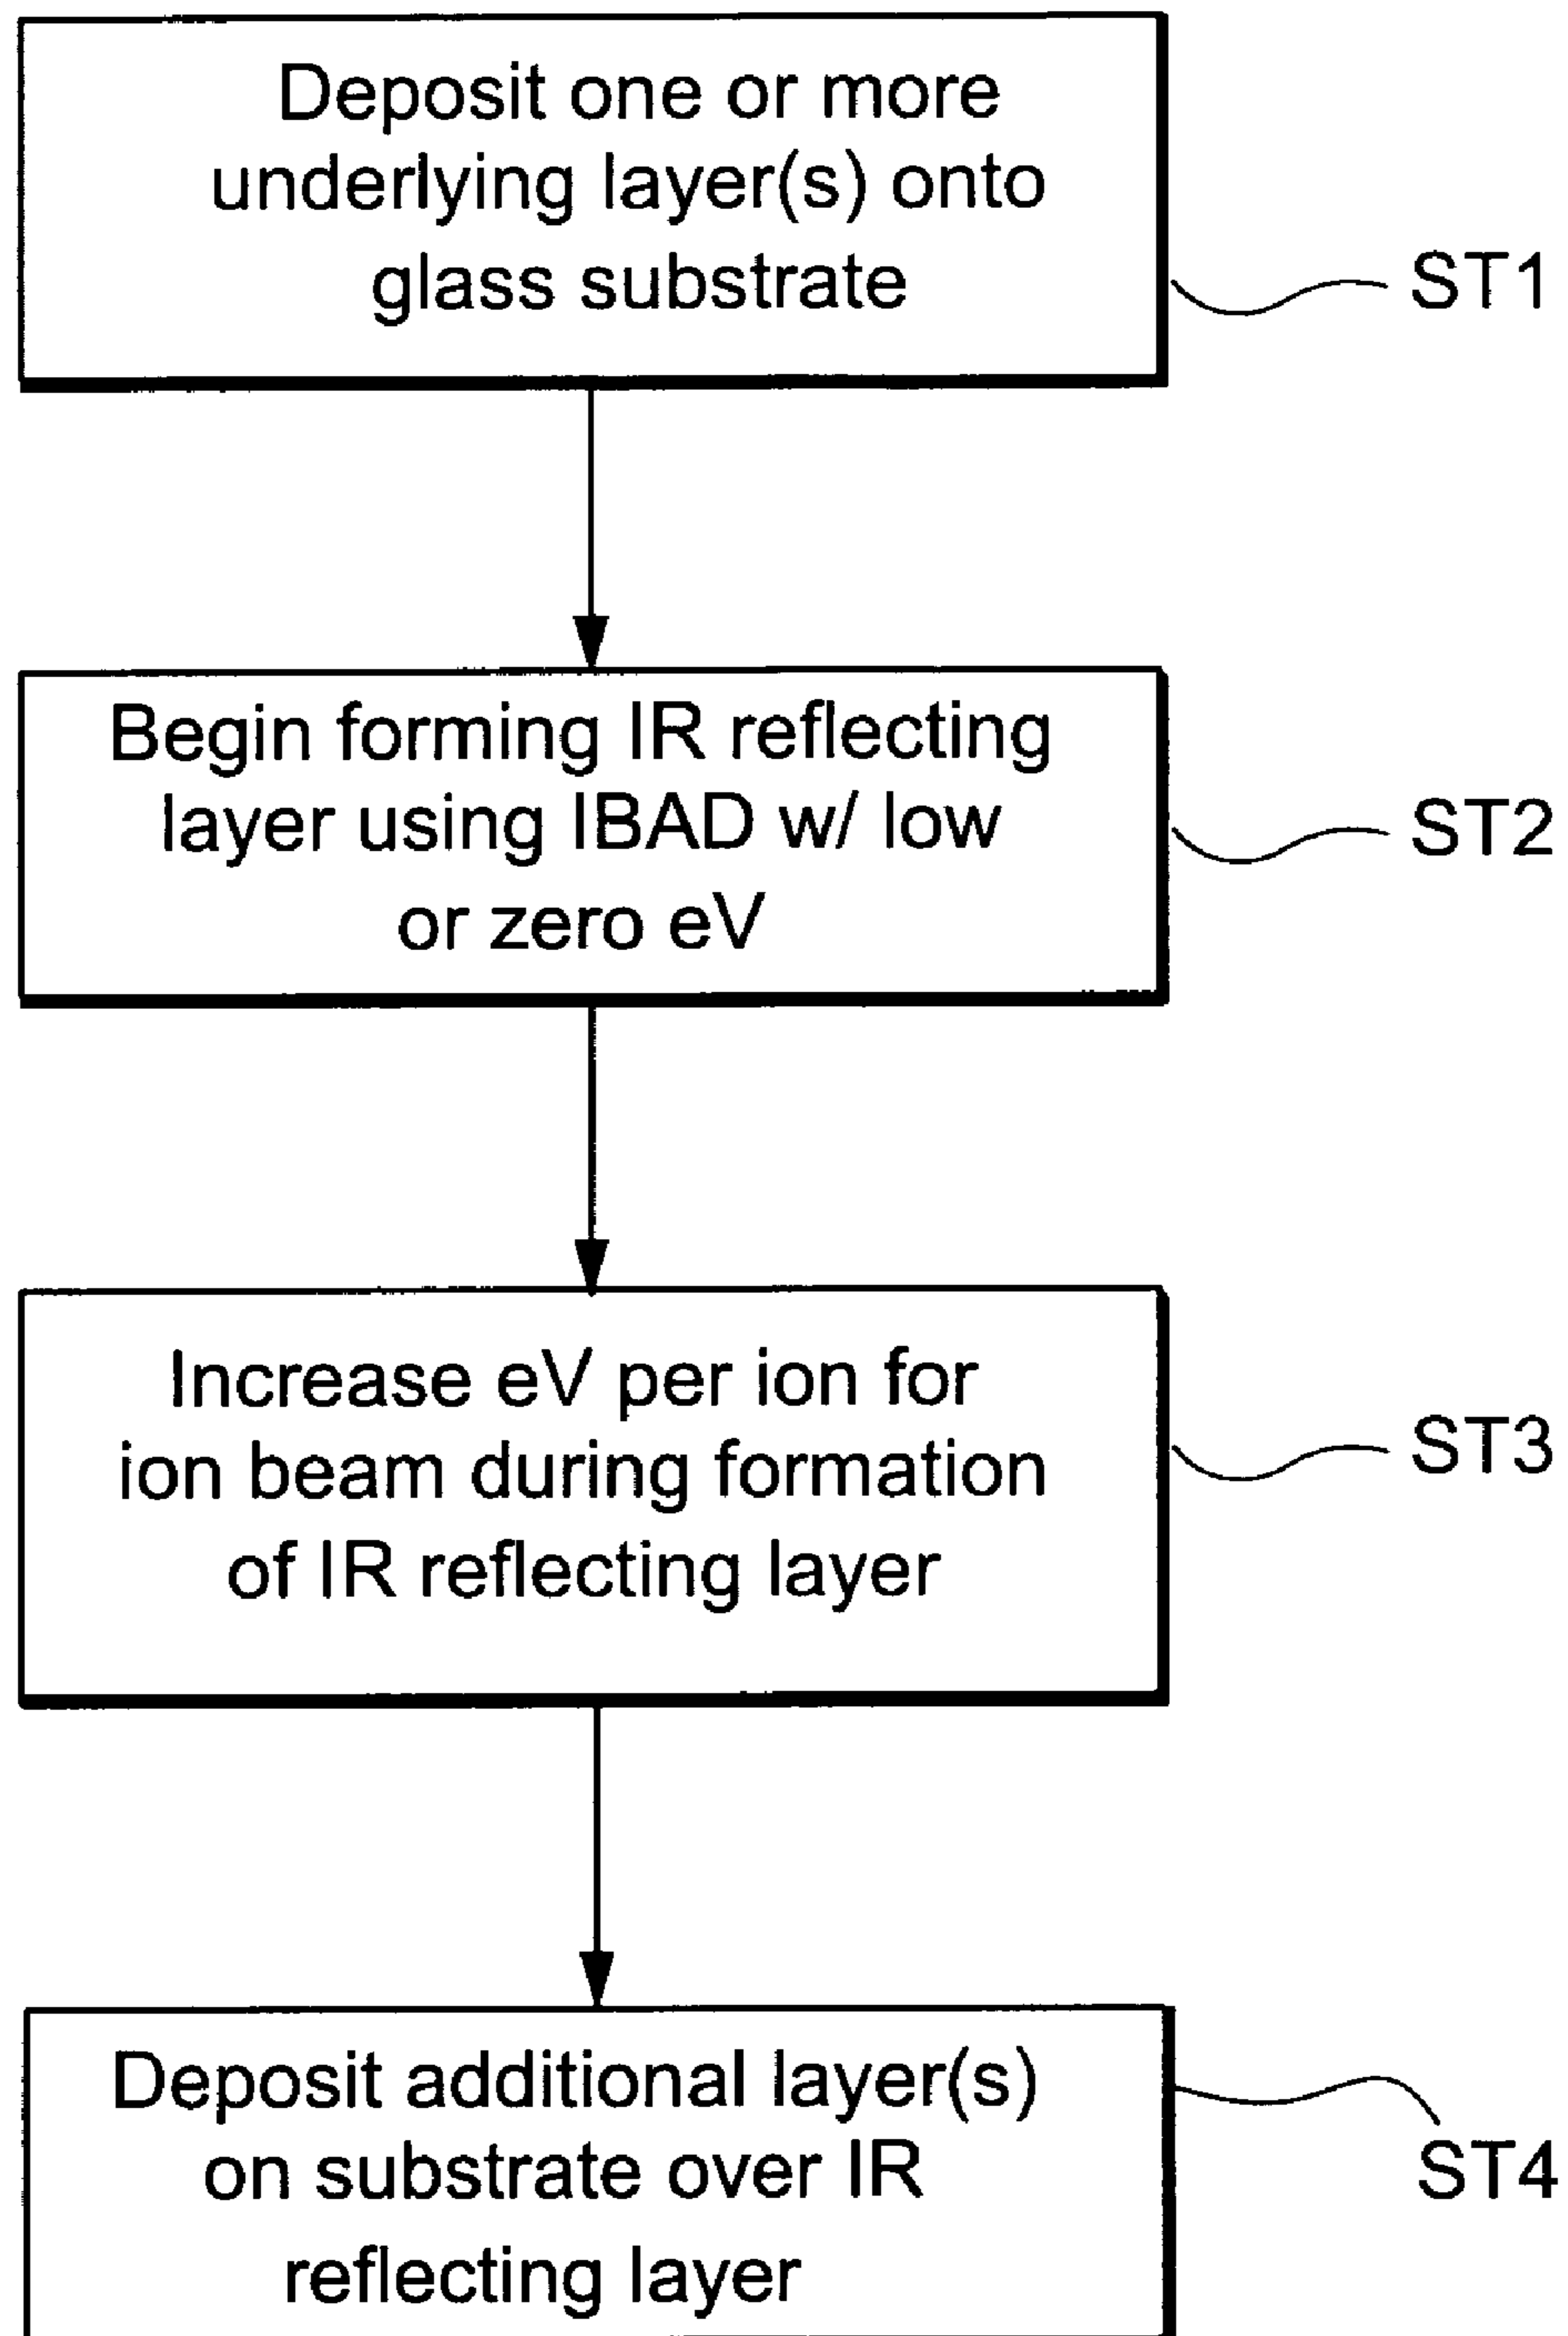 Deposit one or more
underlying layer(s) onto
glass substrate
ST1
Begin forming IR reflecting
layer using IBAD w/ low
or zero eV
ST2
Increase eV per ion for
ion beam during formation
of IR reflecting layer
ST3
Deposit additional layer(s)
on substrate over IR
reflecting layer
ST4